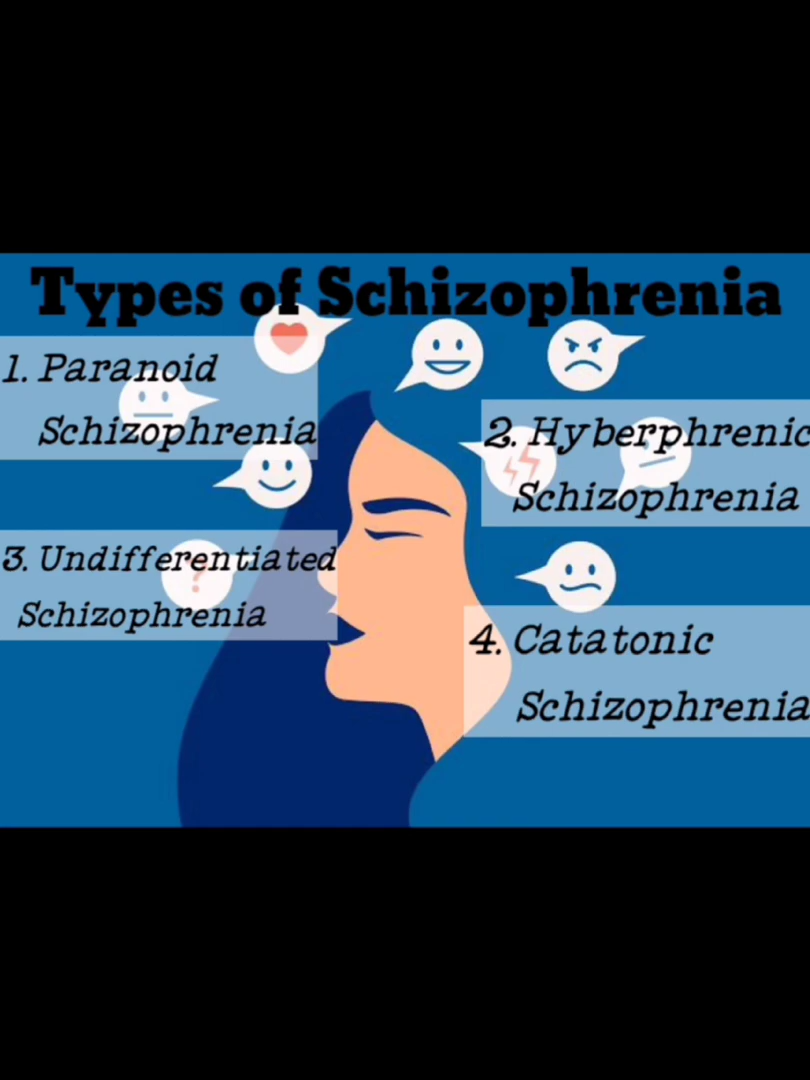 Types of Schizophrenia
1. Paranoid
Schizophrenia
2. Hyberphrenic
Schizophrenia
3. Undifferentiated
Schizophrenia
4. Catatonic
Schizophrenia